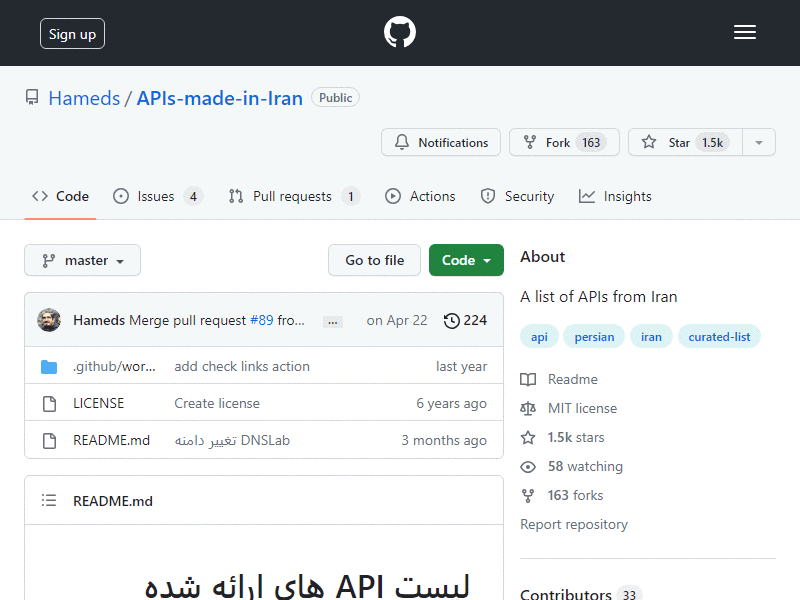 Sign up
Hameds / APIs-made-in-Iran Public
Notifications Fork 163 Star 1.5k
Code Issues 4 Pull requests 1 Actions Security Insights
master Go to file Code
Hameds Merge pull request #89 fro... ... on Apr 22 224
.github/wor... add check links action last year
LICENSE Create license 6 years ago
README.md تغییر دامنه DNSLab 3 months ago
README.md
لیست API های ارائه شده
About
A list of APIs from Iran
api persian iran curated-list
Readme
MIT license
1.5k stars
58 watching
163 forks
Report repository
Contributors 33